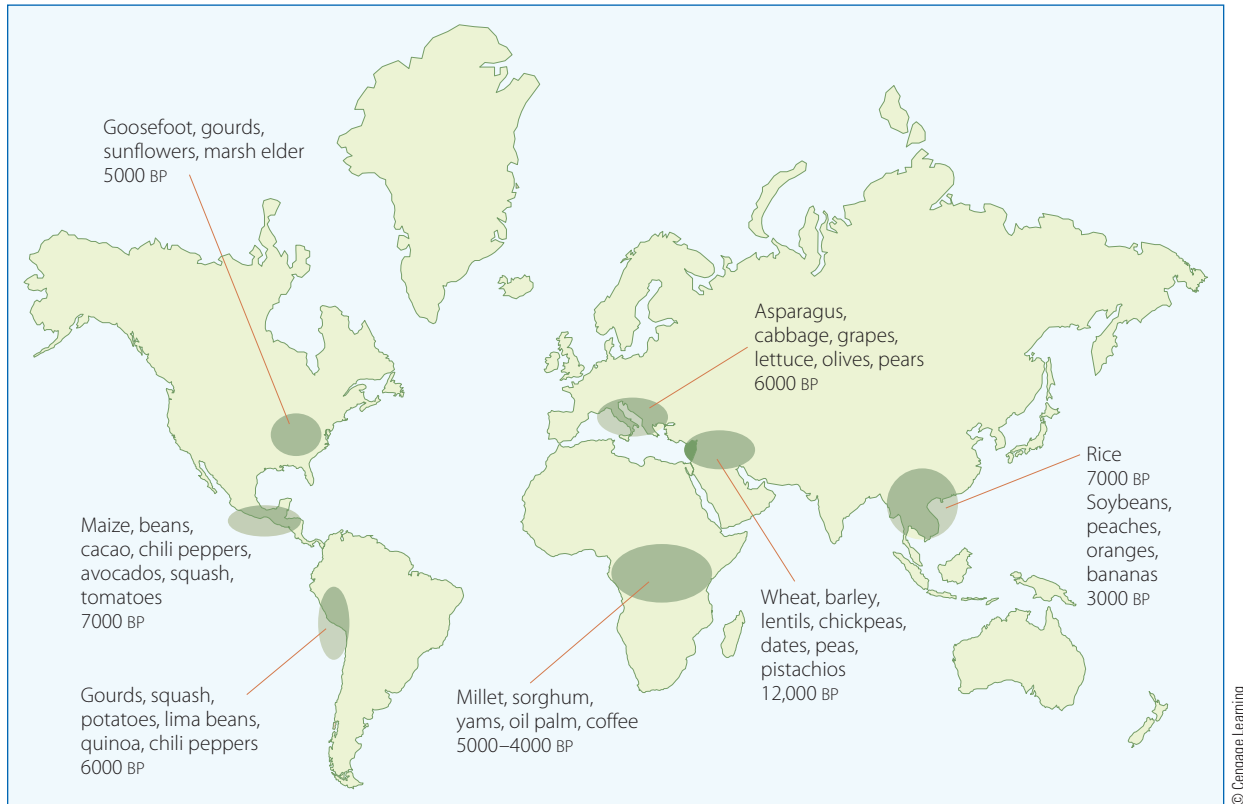 Goosefoot, gourds,
sunflowers, marsh elder
5000 BP
Asparagus,
cabbage, grapes,
lettuce, olives, pears
6000 BP
Rice
7000 BP
Soybeans,
peaches,
oranges,
bananas
3000 BP
Maize, beans,
cacao, chili peppers,
avocados, squash,
tomatoes
7000 BP
Wheat, barley,
lentils, chickpeas,
dates, peas,
pistachios
12,000 BP
Gourds, squash,
potatoes, lima beans,
quinoa, chili peppers
6000 BP
Millet, sorghum,
yams, oil palm, coffee
5000–4000 BP
© Cengage Learning